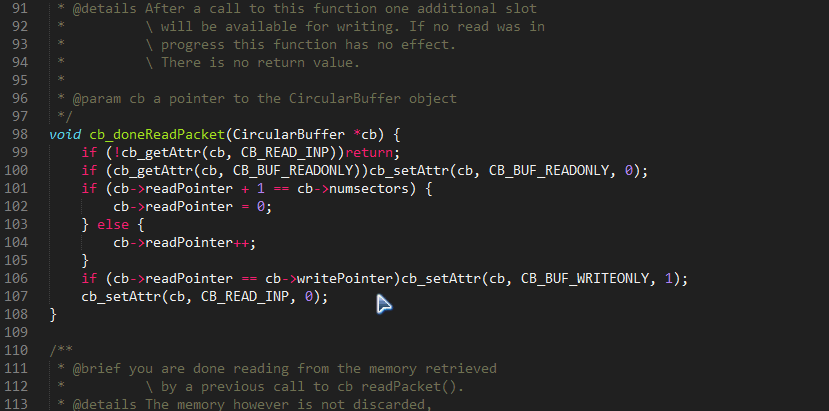 91  * @details After a call to this function one additional slot
92  *          \ will be available for writing. If no read was in
93  *          \ progress this function has no effect.
94  *          \ There is no return value.
95  *
96  * @param cb a pointer to the CircularBuffer object
97  */
98 void cb_doneReadPacket(CircularBuffer *cb) {
99     if (!cb_getAttr(cb, CB_READ_INP))return;
100     if (cb_getAttr(cb, CB_BUF_READONLY))cb_setAttr(cb, CB_BUF_READONLY, 0);
101     if (cb->readPointer + 1 == cb->numsectors) {
102         cb->readPointer = 0;
103     } else {
104         cb->readPointer++;
105     }
106     if (cb->readPointer == cb->writePointer)cb_setAttr(cb, CB_BUF_WRITEONLY, 1);
107     cb_setAttr(cb, CB_READ_INP, 0);
108 }
109
110 /**
111  * @brief you are done reading from the memory retrieved
112  *          \ by a previous call to cb readPacket().
113  * @details The memory however is not discarded,